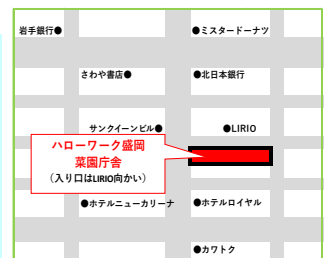 岩手銀行● ●ミスタードーナツ
さわや書店● ●北日本銀行
サンクイーンビル● ●LIRIO
ハローワーク盛岡
菜園庁舎
(入り口はLIRIO向かい)
●ホテルニューカリーナ ●ホテルロイヤル
●カワトク